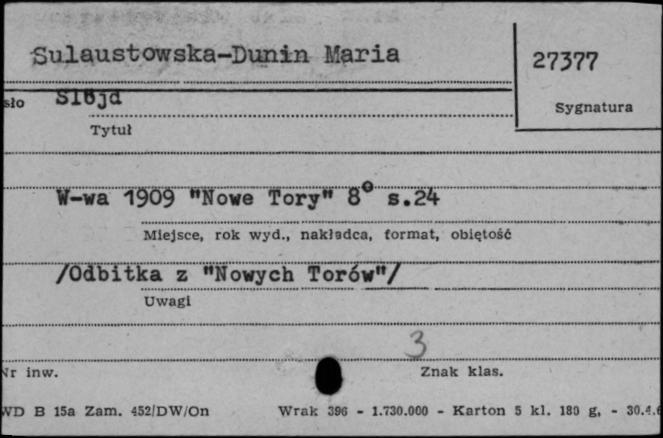 Sulaustowska-Dunin Maria
27377
sło Slöjd
Sygnatura
Tytuł
W-wa 1909 "Nowe Tory" 8° s.24
Miejsce, rok wyd., nakładca, format, objętość
/Odbitka z "Nowych Torów"/
Uwagi
3
Nr inw.
Znak klas.
WD B 15a Zam. 452/DW/On Wrak 396 - 1.730.000 - Karton 5 kl. 180 g, - 30.4.6